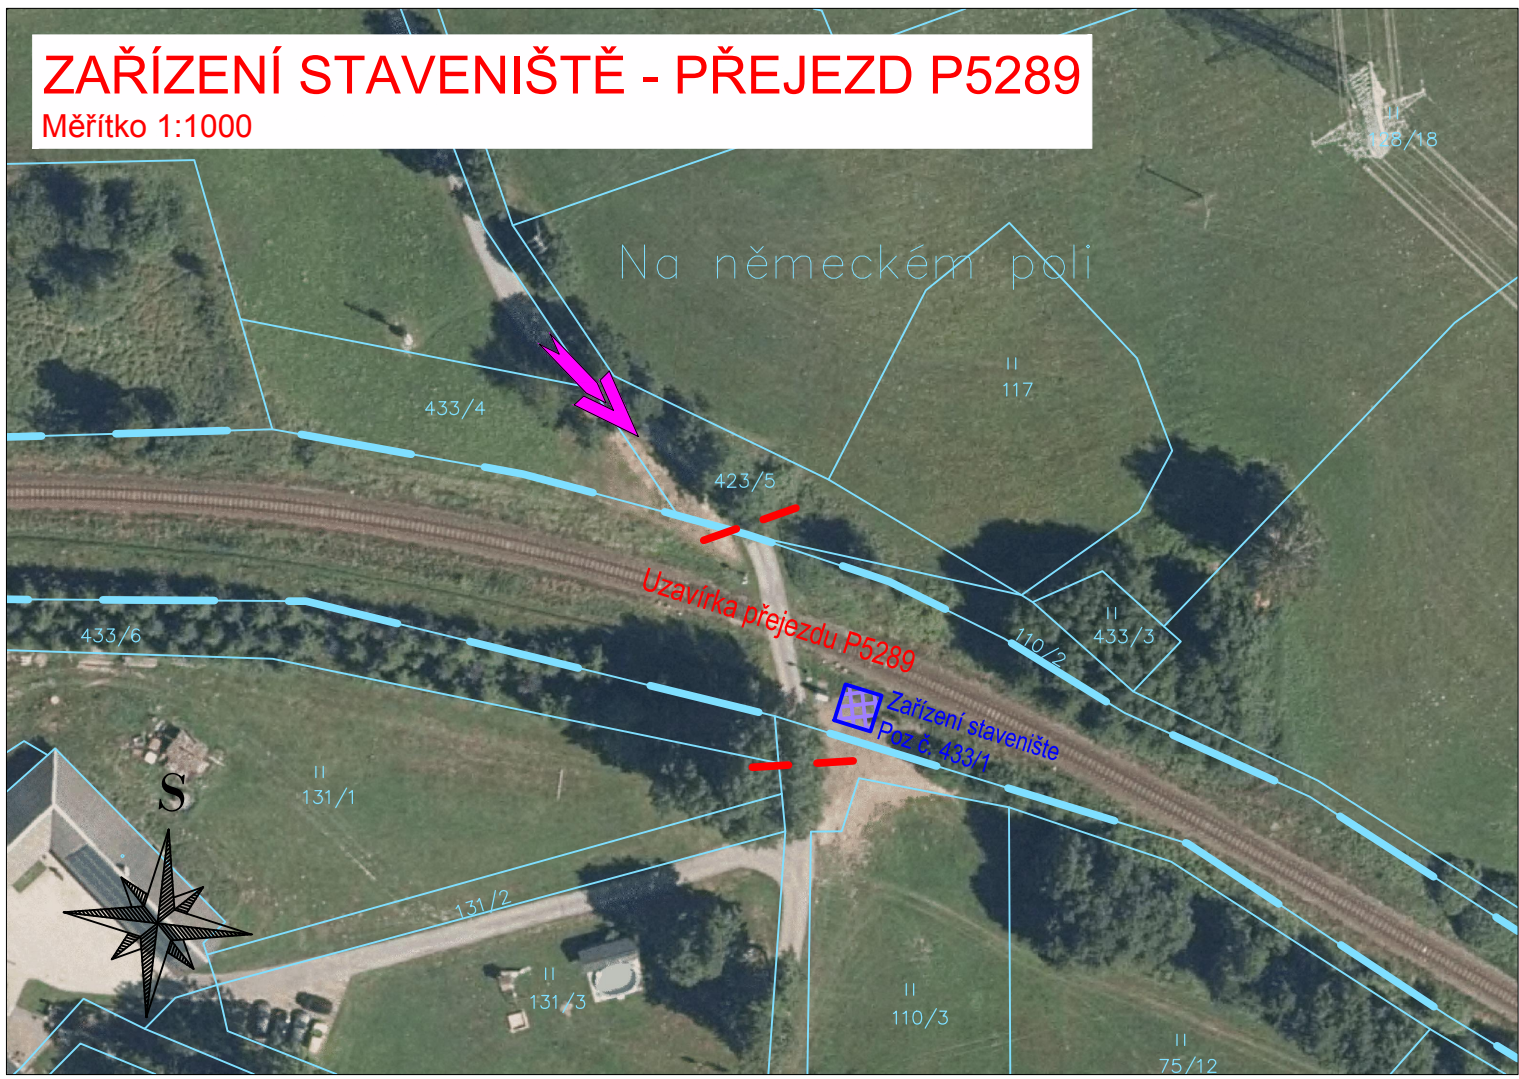 ZAŘÍZENÍ STAVENIŠTĚ - PŘEJEZD P5289
Měřítko 1:1000
128/18
Na německém poli
117
433/4
423/5
Uzavírka přejezdu P5289
433/6
433/3
110/2
Zařízení staveniště
Poz č. 433/1
131/1
S
131/2
131/3
110/3
75/12